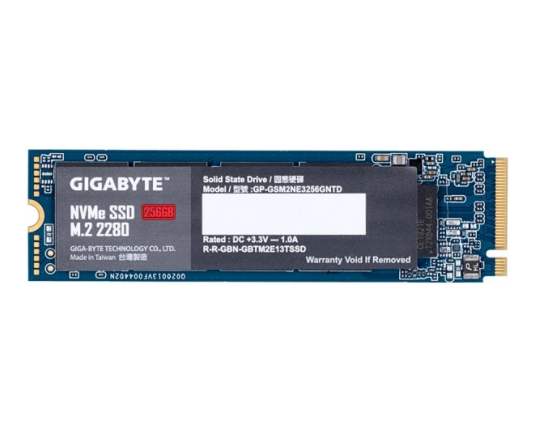 GIGABYTE™
NVMe SSD 256GB
M.2 2280
GIGA-BYTE TECHNOLOGY CO., LTD.
Made in Taiwan 台灣製造
Solid State Drive / 固態硬碟
Model / 型號 :GP-GSM2NE3256GNTD
Rated : DC +3.3V — 1.0A
R-R-GBN-GBTM2E13TSSD
Warranty Void If Removed